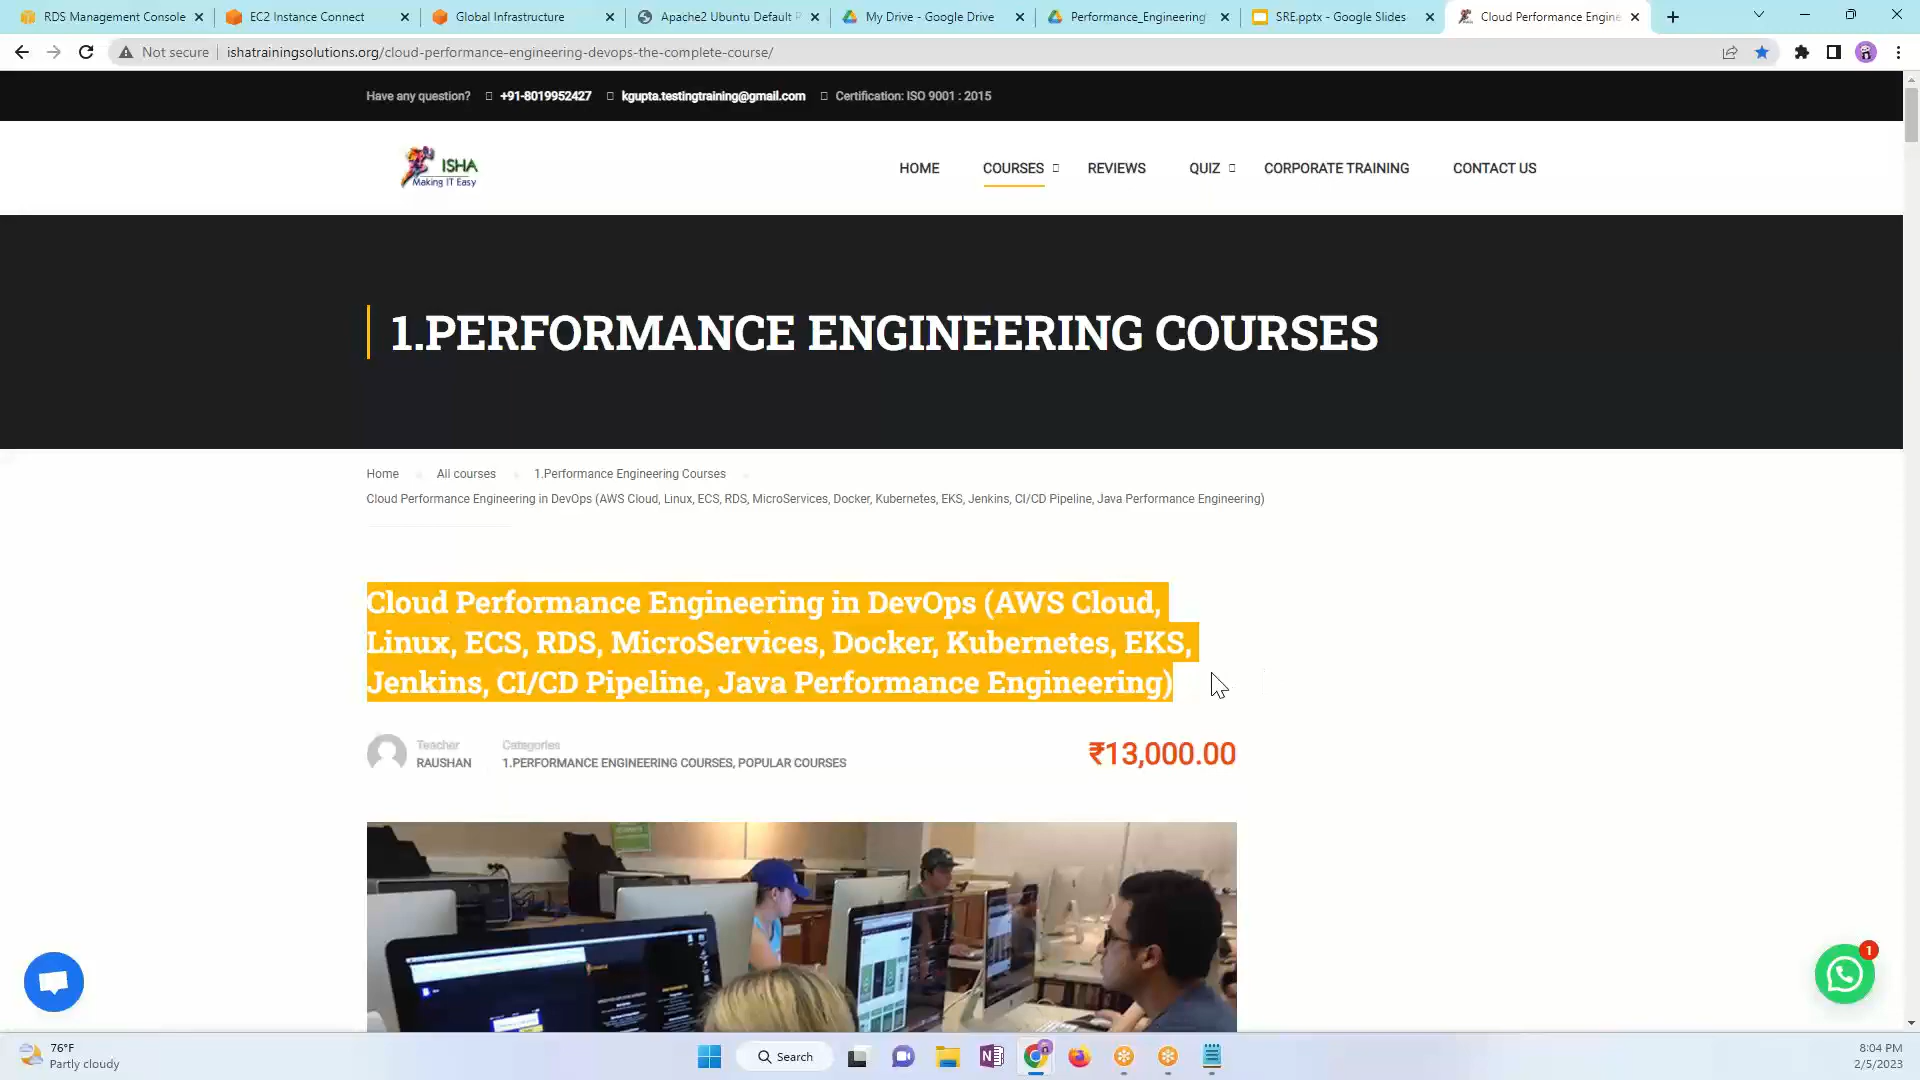 RDS Management Console
EC2 Instance Connect
Global Infrastructure
Apache2 Ubuntu Default P
My Drive - Google Drive
Performance_Engineering
SRE.pptx - Google Slides
Cloud Performance Engine
Not secure
ishatrainingsolutions.org/cloud-performance-engineering-devops-the-complete-course/
Have any question?
+91-8019952427
kgupta.testingtraining@gmail.com
Certification: ISO 9001 : 2015
ISHA
Making IT Easy
HOME
COURSES
REVIEWS
QUIZ
CORPORATE TRAINING
CONTACT US
1.PERFORMANCE ENGINEERING COURSES
Home
All courses
1.Performance Engineering Courses
Cloud Performance Engineering in DevOps (AWS Cloud, Linux, ECS, RDS, MicroServices, Docker, Kubernetes, EKS, Jenkins, CI/CD Pipeline, Java Performance Engineering)
Cloud Performance Engineering in DevOps (AWS Cloud,
Linux, ECS, RDS, MicroServices, Docker, Kubernetes, EKS,
Jenkins, CI/CD Pipeline, Java Performance Engineering)
Teacher
RAUSHAN
Categories
1.PERFORMANCE ENGINEERING COURSES, POPULAR COURSES
₹13,000.00
1
76°F
Partly cloudy
Search
8:04 PM
2/5/2023